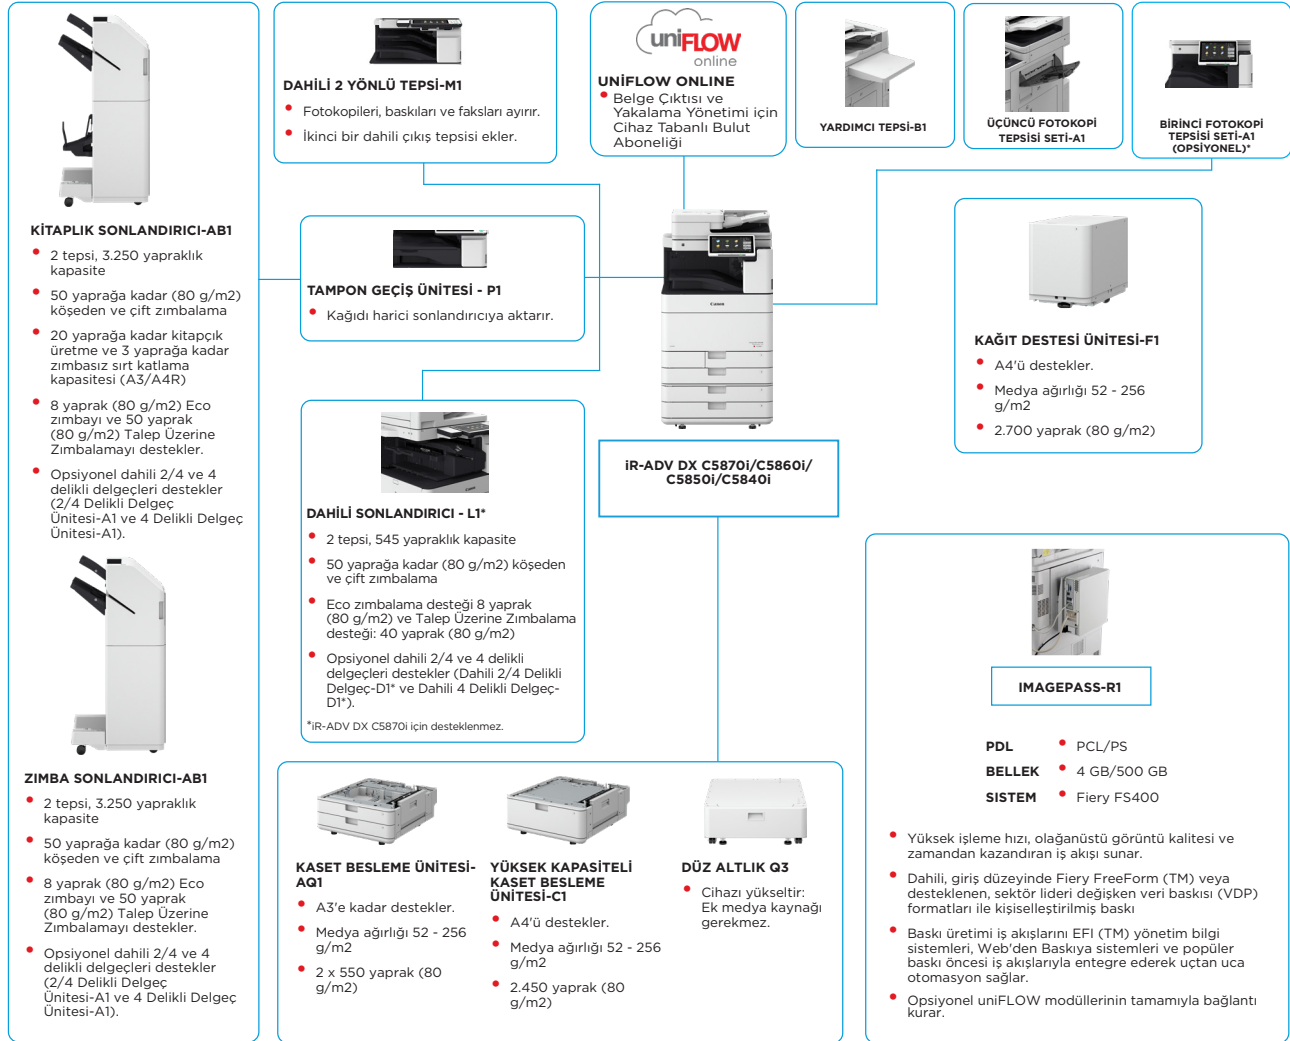 KİTAPLIK SONLANDIRICI-AB1
2 tepsi, 3.250 yapraklık
kapasite
50 yaprağa kadar (80 g/m2)
köşeden ve çift zımbalama
20 yaprağa kadar kitapçık
üretme ve 3 yaprağa kadar
zımbasız sırt katlama
kapasitesi (A3/A4R)
8 yaprak (80 g/m2) Eco
zımbayı ve 50 yaprak
(80 g/m2) Talep Üzerine
Zımbalamayı destekler.
Opsiyonel dahili 2/4 ve 4
delikli delgeçleri destekler
(2/4 Delikli Delgeç
Ünitesi-A1 ve 4 Delikli Delgeç
Ünitesi-A1).
ZIMBA SONLANDIRICI-AB1
2 tepsi, 3.250 yapraklık
kapasite
50 yaprağa kadar (80 g/m2)
köşeden ve çift zımbalama
8 yaprak (80 g/m2) Eco
zımbayı ve 50 yaprak
(80 g/m2) Talep Üzerine
Zımbalamayı destekler.
Opsiyonel dahili 2/4 ve 4
delikli delgeçleri destekler
(2/4 Delikli Delgeç
Ünitesi-A1 ve 4 Delikli Delgeç
Ünitesi-A1).
DAHİLİ 2 YÖNLÜ TEPSİ-M1
Fotokopileri, baskıları ve faksları ayırır.
İkinci bir dahili çıkış tepsisi ekler.
uniFLOW
online
UNİFLOW ONLINE
Belge Çıktısı ve
Yakalama Yönetimi için
Cihaz Tabanlı Bulut
Aboneliği
YARDIMCI TEPSİ-B1
ÜÇÜNCÜ FOTOKOPİ
TEPSİSİ SETİ-A1
BİRİNCİ FOTOKOPİ
TEPSİSİ SETİ-A1
(OPSİYONEL)*
TAMPON GEÇİŞ ÜNİTESİ - P1
Kağıdı harici sonlandırıcıya aktarır.
Canon
KAĞIT DESTESİ ÜNİTESİ-F1
A4'ü destekler.
Medya ağırlığı 52 - 256
g/m2
2.700 yaprak (80 g/m2)
iR-ADV DX C5870i/C5860i/
C5850i/C5840i
DAHİLİ SONLANDIRICI - L1*
2 tepsi, 545 yapraklık kapasite
50 yaprağa kadar (80 g/m2) köşeden
ve çift zımbalama
Eco zımbalama desteği 8 yaprak
(80 g/m2) ve Talep Üzerine Zımbalama
desteği: 40 yaprak (80 g/m2)
Opsiyonel dahili 2/4 ve 4 delikli
delgeçleri destekler (Dahili 2/4 Delikli
Delgeç-D1* ve Dahili 4 Delikli Delgeç-
D1*).
*iR-ADV DX C5870i için desteklenmez.
KASET BESLEME ÜNİTESİ-
AQ1
A3'e kadar destekler.
Medya ağırlığı 52 - 256
g/m2
2 x 550 yaprak (80
g/m2)
YÜKSEK KAPASİTELİ
KASET BESLEME
ÜNİTESİ-C1
A4'ü destekler.
Medya ağırlığı 52 - 256
g/m2
2.450 yaprak (80
g/m2)
DÜZ ALTLIK Q3
Cihazı yükseltir:
Ek medya kaynağı
gerekmez.
IMAGEPASS-R1
PDL PCL/PS
BELLEK 4 GB/500 GB
SISTEM Fiery FS400
Yüksek işleme hızı, olağanüstü görüntü kalitesi ve
zamandan kazandıran iş akışı sunar.
Dahili, giriş düzeyinde Fiery FreeForm (TM) veya
desteklenen, sektör lideri değişken veri baskısı (VDP)
formatları ile kişiselleştirilmiş baskı
Baskı üretimi iş akışlarını EFI (TM) yönetim bilgi
sistemleri, Web'den Baskıya sistemleri ve popüler
baskı öncesi iş akışlarıyla entegre ederek uçtan uca
otomasyon sağlar.
Opsiyonel uniFLOW modüllerinin tamamıyla bağlantı
kurar.